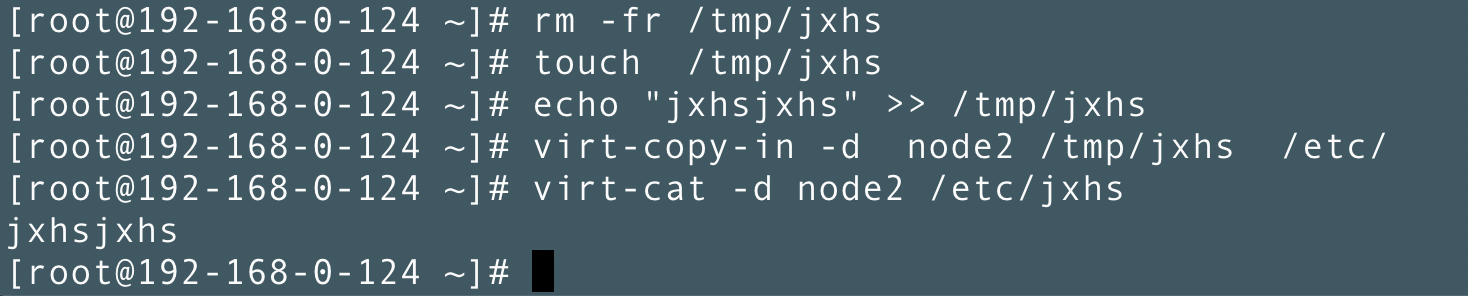 [root@192-168-0-124 ~]# rm -fr /tmp/jxhs
[root@192-168-0-124 ~]# touch  /tmp/jxhs
[root@192-168-0-124 ~]# echo "jxhsjxhs" >> /tmp/jxhs
[root@192-168-0-124 ~]# virt-copy-in -d  node2 /tmp/jxhs  /etc/
[root@192-168-0-124 ~]# virt-cat -d node2 /etc/jxhs
jxhsjxhs
[root@192-168-0-124 ~]#